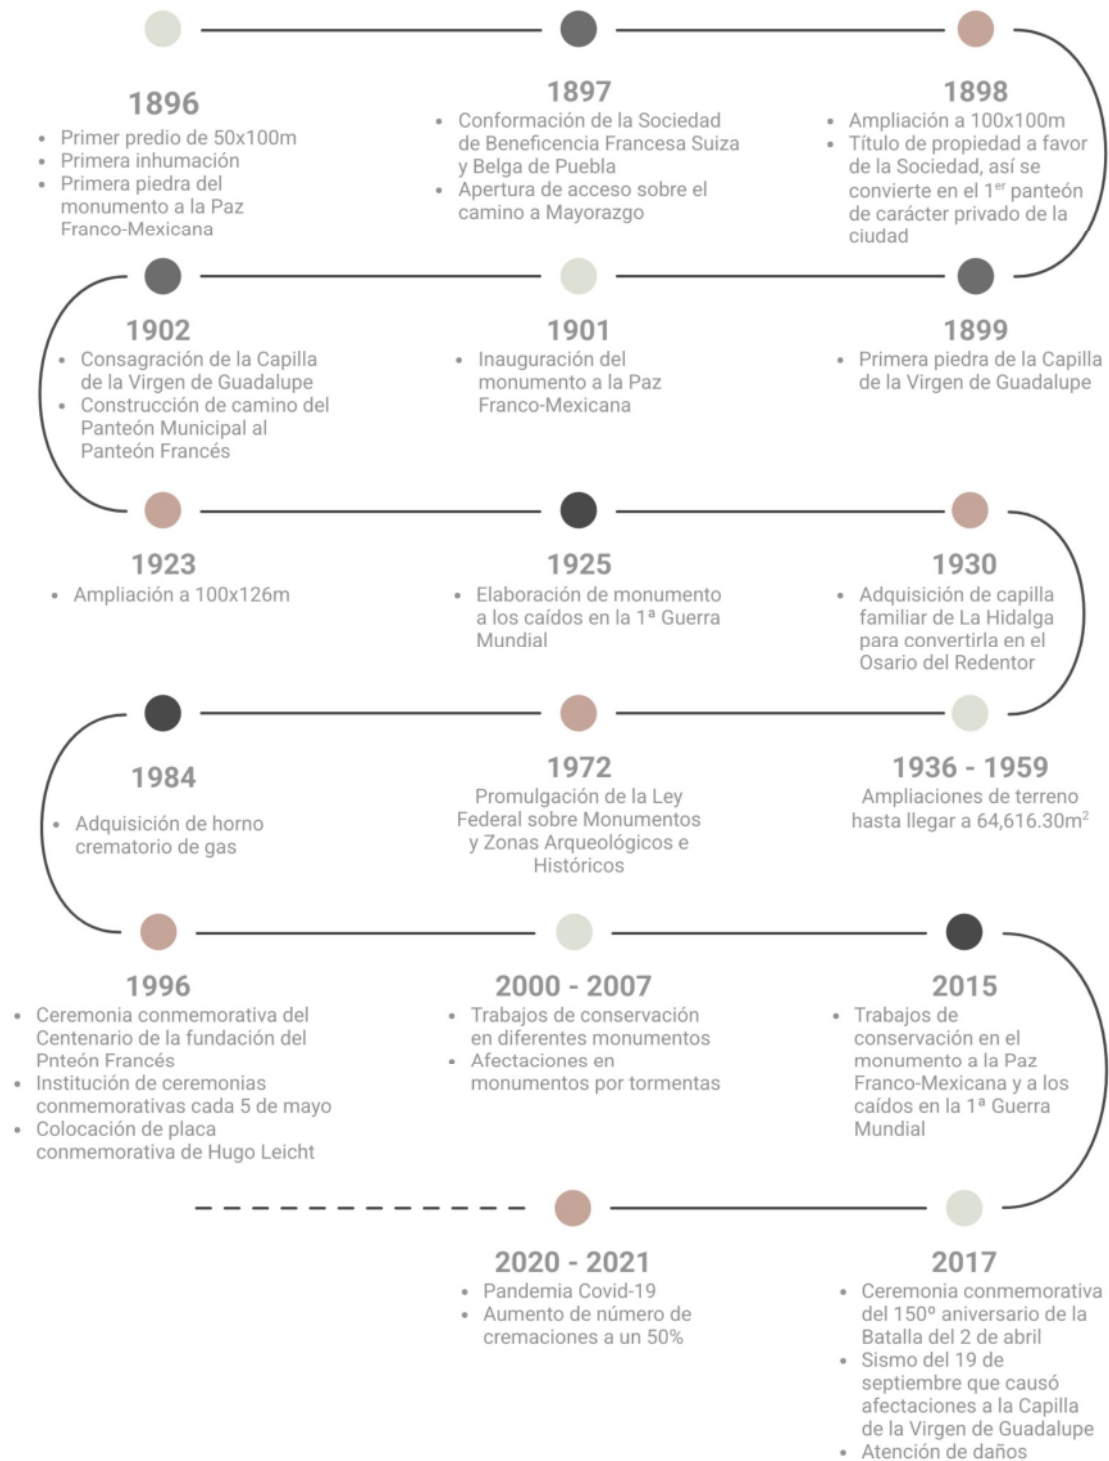 1896
• Primer predio de 50x100m
• Primera inhumación
• Primera piedra del
monumento a la Paz
Franco-Mexicana
1897
• Conformación de la Sociedad
de Beneficencia Francesa Suiza
y Belga de Puebla
• Apertura de acceso sobre el
camino a Mayorazgo
1898
• Ampliación a 100x100m
• Título de propiedad a favor
de la Sociedad, así se
convierte en el 1er panteón
de carácter privado de la
ciudad
1899
• Primera piedra de la Capilla
de la Virgen de Guadalupe
1901
• Inauguración del
monumento a la Paz
Franco-Mexicana
1902
• Consagración de la Capilla
de la Virgen de Guadalupe
• Construcción de camino del
Panteón Municipal al
Panteón Francés
1923
• Ampliación a 100x126m
1925
• Elaboración de monumento
a los caídos en la 1ª Guerra
Mundial
1930
• Adquisición de capilla
familiar de La Hidalga
para convertirla en el
Osario del Redentor
1936 - 1959
Ampliaciones de terreno
hasta llegar a 64,616.30m²
1972
Promulgación de la Ley
Federal sobre Monumentos
y Zonas Arqueológicos e
Históricos
1984
• Adquisición de horno
crematorio de gas
1996
• Ceremonia conmemorativa del
Centenario de la fundación del
Pnteón Francés
• Institución de ceremonias
conmemorativas cada 5 de mayo
• Colocación de placa
conmemorativa de Hugo Leicht
2000 - 2007
• Trabajos de conservación
en diferentes monumentos
• Afectaciones en
monumentos por tormentas
2015
• Trabajos de
conservación en el
monumento a la Paz
Franco-Mexicana y a los
caídos en la 1ª Guerra
Mundial
2017
• Ceremonia conmemorativa
del 150º aniversario de la
Batalla del 2 de abril
• Sismo del 19 de
septiembre que causó
afectaciones a la Capilla
de la Virgen de Guadalupe
• Atención de daños
2020 - 2021
• Pandemia Covid-19
• Aumento de número de
cremaciones a un 50%